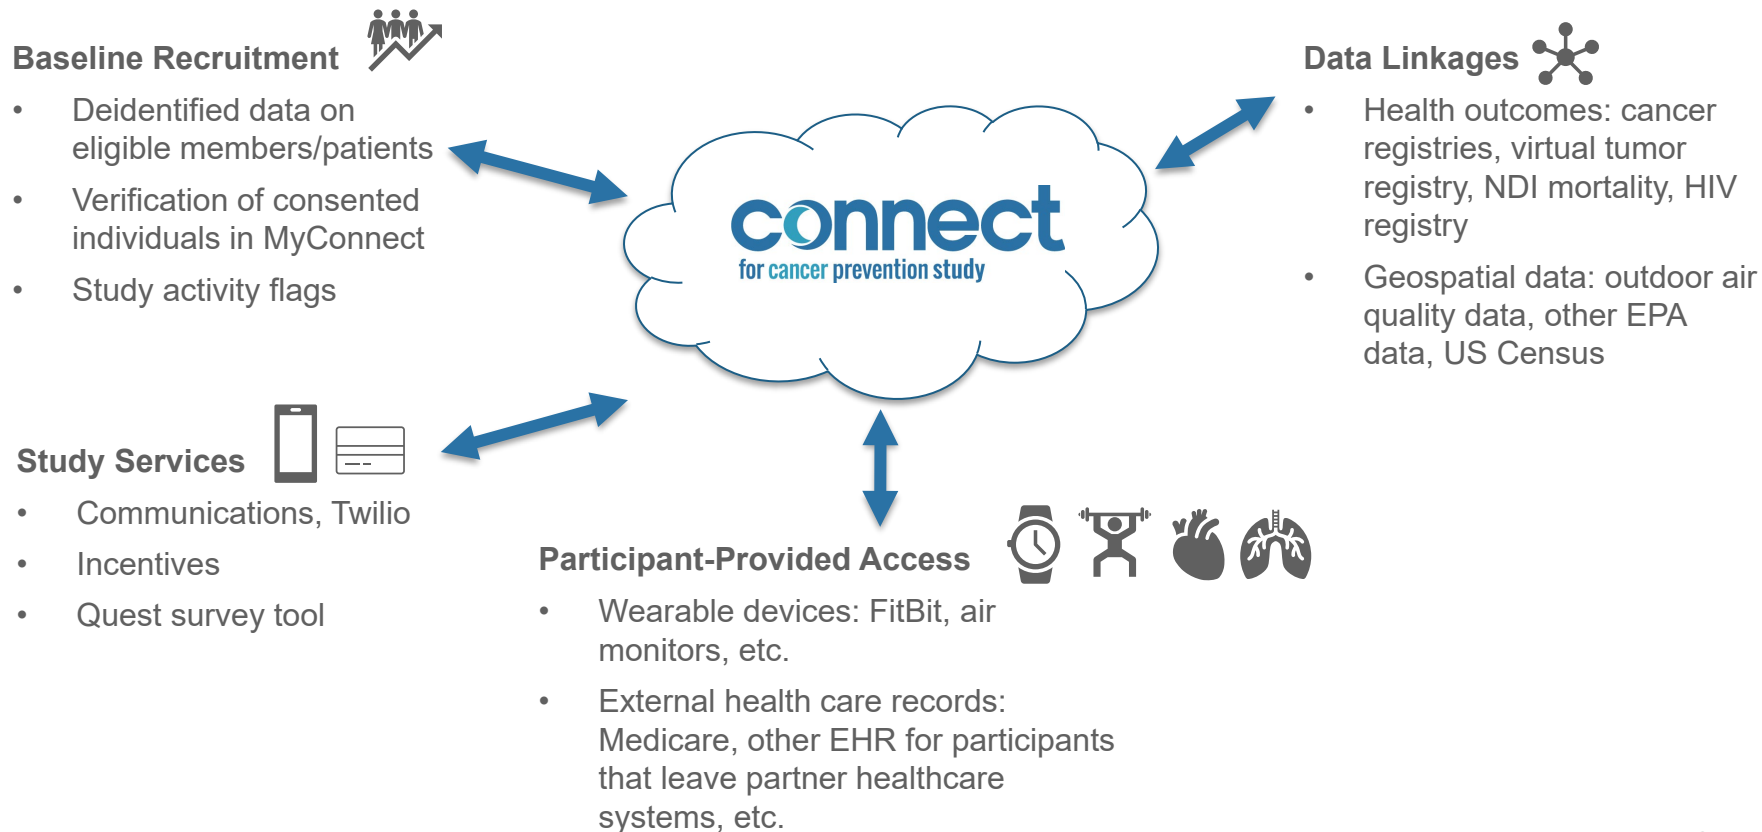 Baseline Recruitment
• Deidentified data on
eligible members/patients
• Verification of consented
individuals in MyConnect
• Study activity flags
connect
for cancer prevention study
Data Linkages
• Health outcomes: cancer
registries, virtual tumor
registry, NDI mortality, HIV
registry
• Geospatial data: outdoor air
quality data, other EPA
data, US Census
Study Services
• Communications, Twilio
• Incentives
• Quest survey tool
Participant-Provided Access
• Wearable devices: FitBit, air
monitors, etc.
• External health care records:
Medicare, other EHR for participants
that leave partner healthcare
systems, etc.